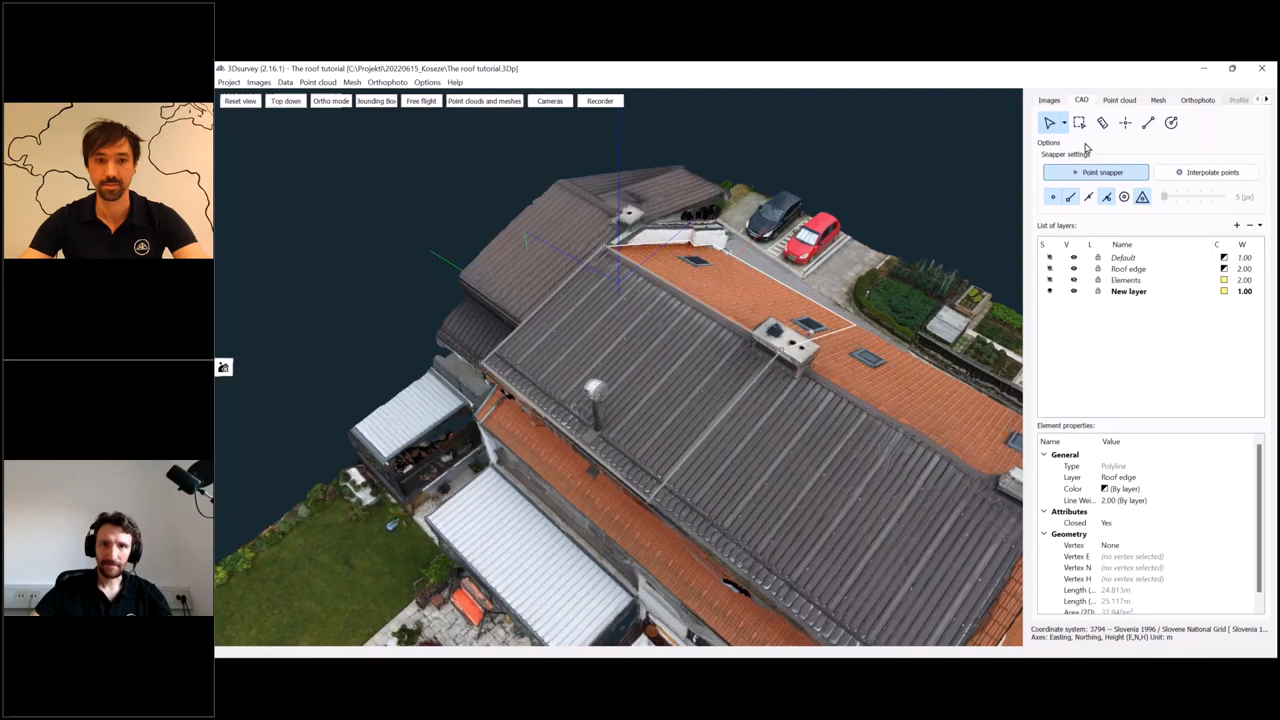 3Dsurvey (2.16.1) - The roof tutorial [C:\Projekti\20220615_Koseze\The roof tutorial.3Dp]
Project Images Data Point cloud Mesh Orthophoto Options Help
Reset view Top down Ortho mode Bounding Box Free flight Point clouds and meshes Cameras Recorder
Images CAD Point cloud Mesh Orthophoto Profile
Options
Snapper settings
Point snapper Interpolate points
5 [px]
List of layers:
S V L Name C W
Default 1.00
Roof edge 2.00
Elements 2.00
New layer 1.00
Element properties:
Name Value
General
Type Polyline
Layer Roof edge
Color (By layer)
Line Wei... 2.00 (By layer)
Attributes
Closed Yes
Geometry
Vertex None
Vertex E (no vertex selected)
Vertex N (no vertex selected)
Vertex H (no vertex selected)
Length (... 24.813m
Length (... 25.117m
Area (2D) 37.940m²
Coordinate system: 3794 -- Slovenia 1996 / Slovene National Grid [ Slovenia 1...
Axes: Easting, Northing, Height (E,N,H) Unit: m